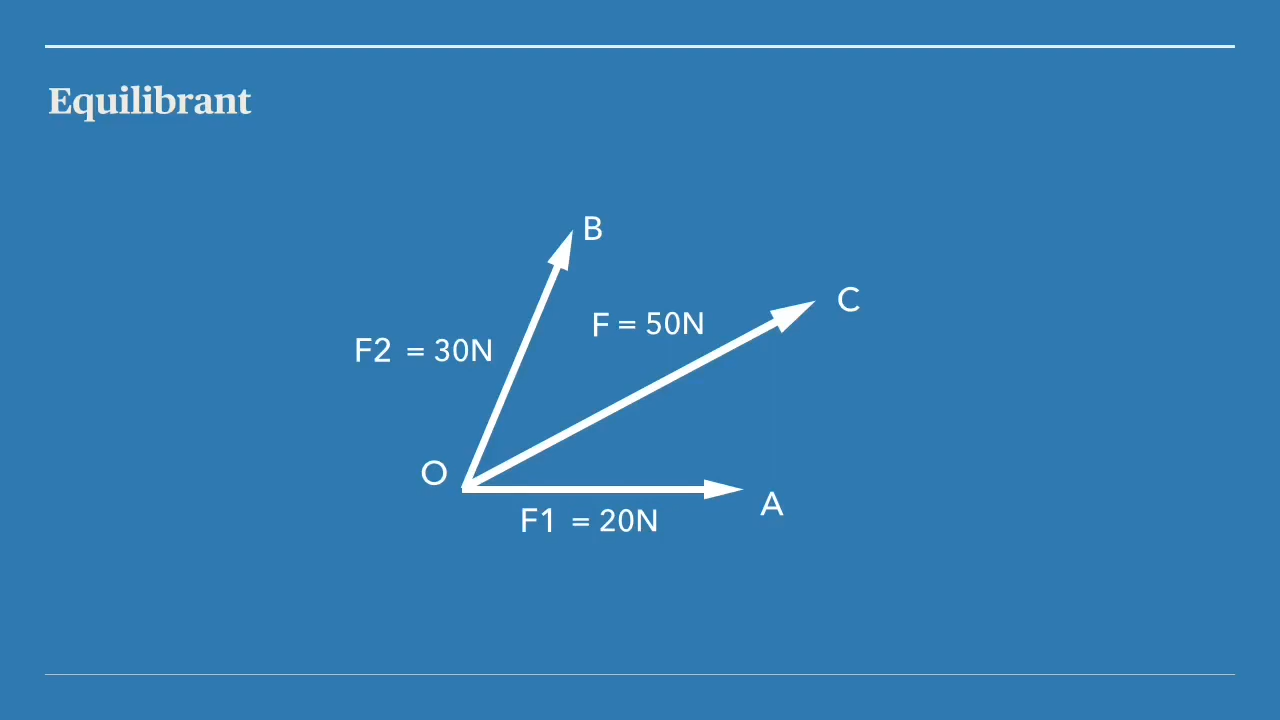 Equilibrant
B
C
F = 50N
F2 = 30N
O
A
F1 = 20N